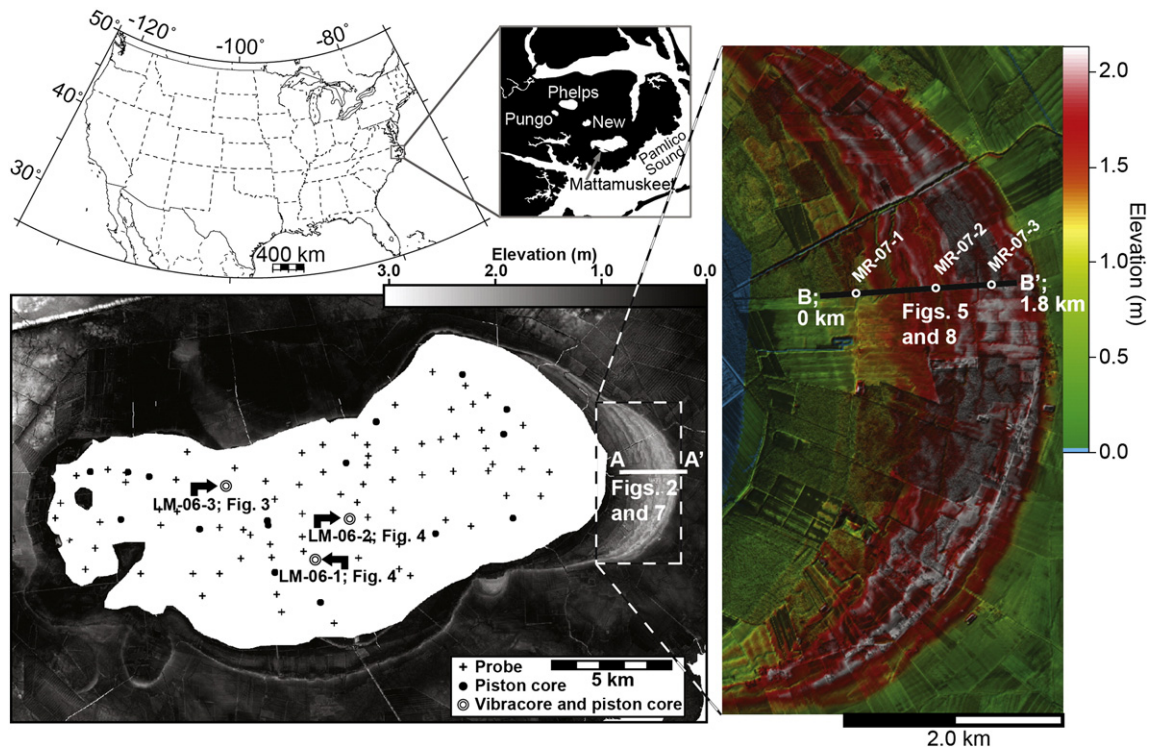 50°
-120°
-100°
-80°
40°
30°
400 km
Phelps
Pungo
New
Pamlico
Sound
Mattamuskeet
Elevation (m)
3.0
2.0
1.0
0.0
A
A'
Figs. 2
and 7
LM-06-3; Fig. 3
LM-06-2; Fig. 4
LM-06-1; Fig. 4
+ Probe
● Piston core
◎ Vibracore and piston core
5 km
MR-07-1
MR-07-2
MR-07-3
B;
0 km
B';
1.8 km
Figs. 5
and 8
2.0
1.5
1.0
0.5
0.0
Elevation (m)
2.0 km